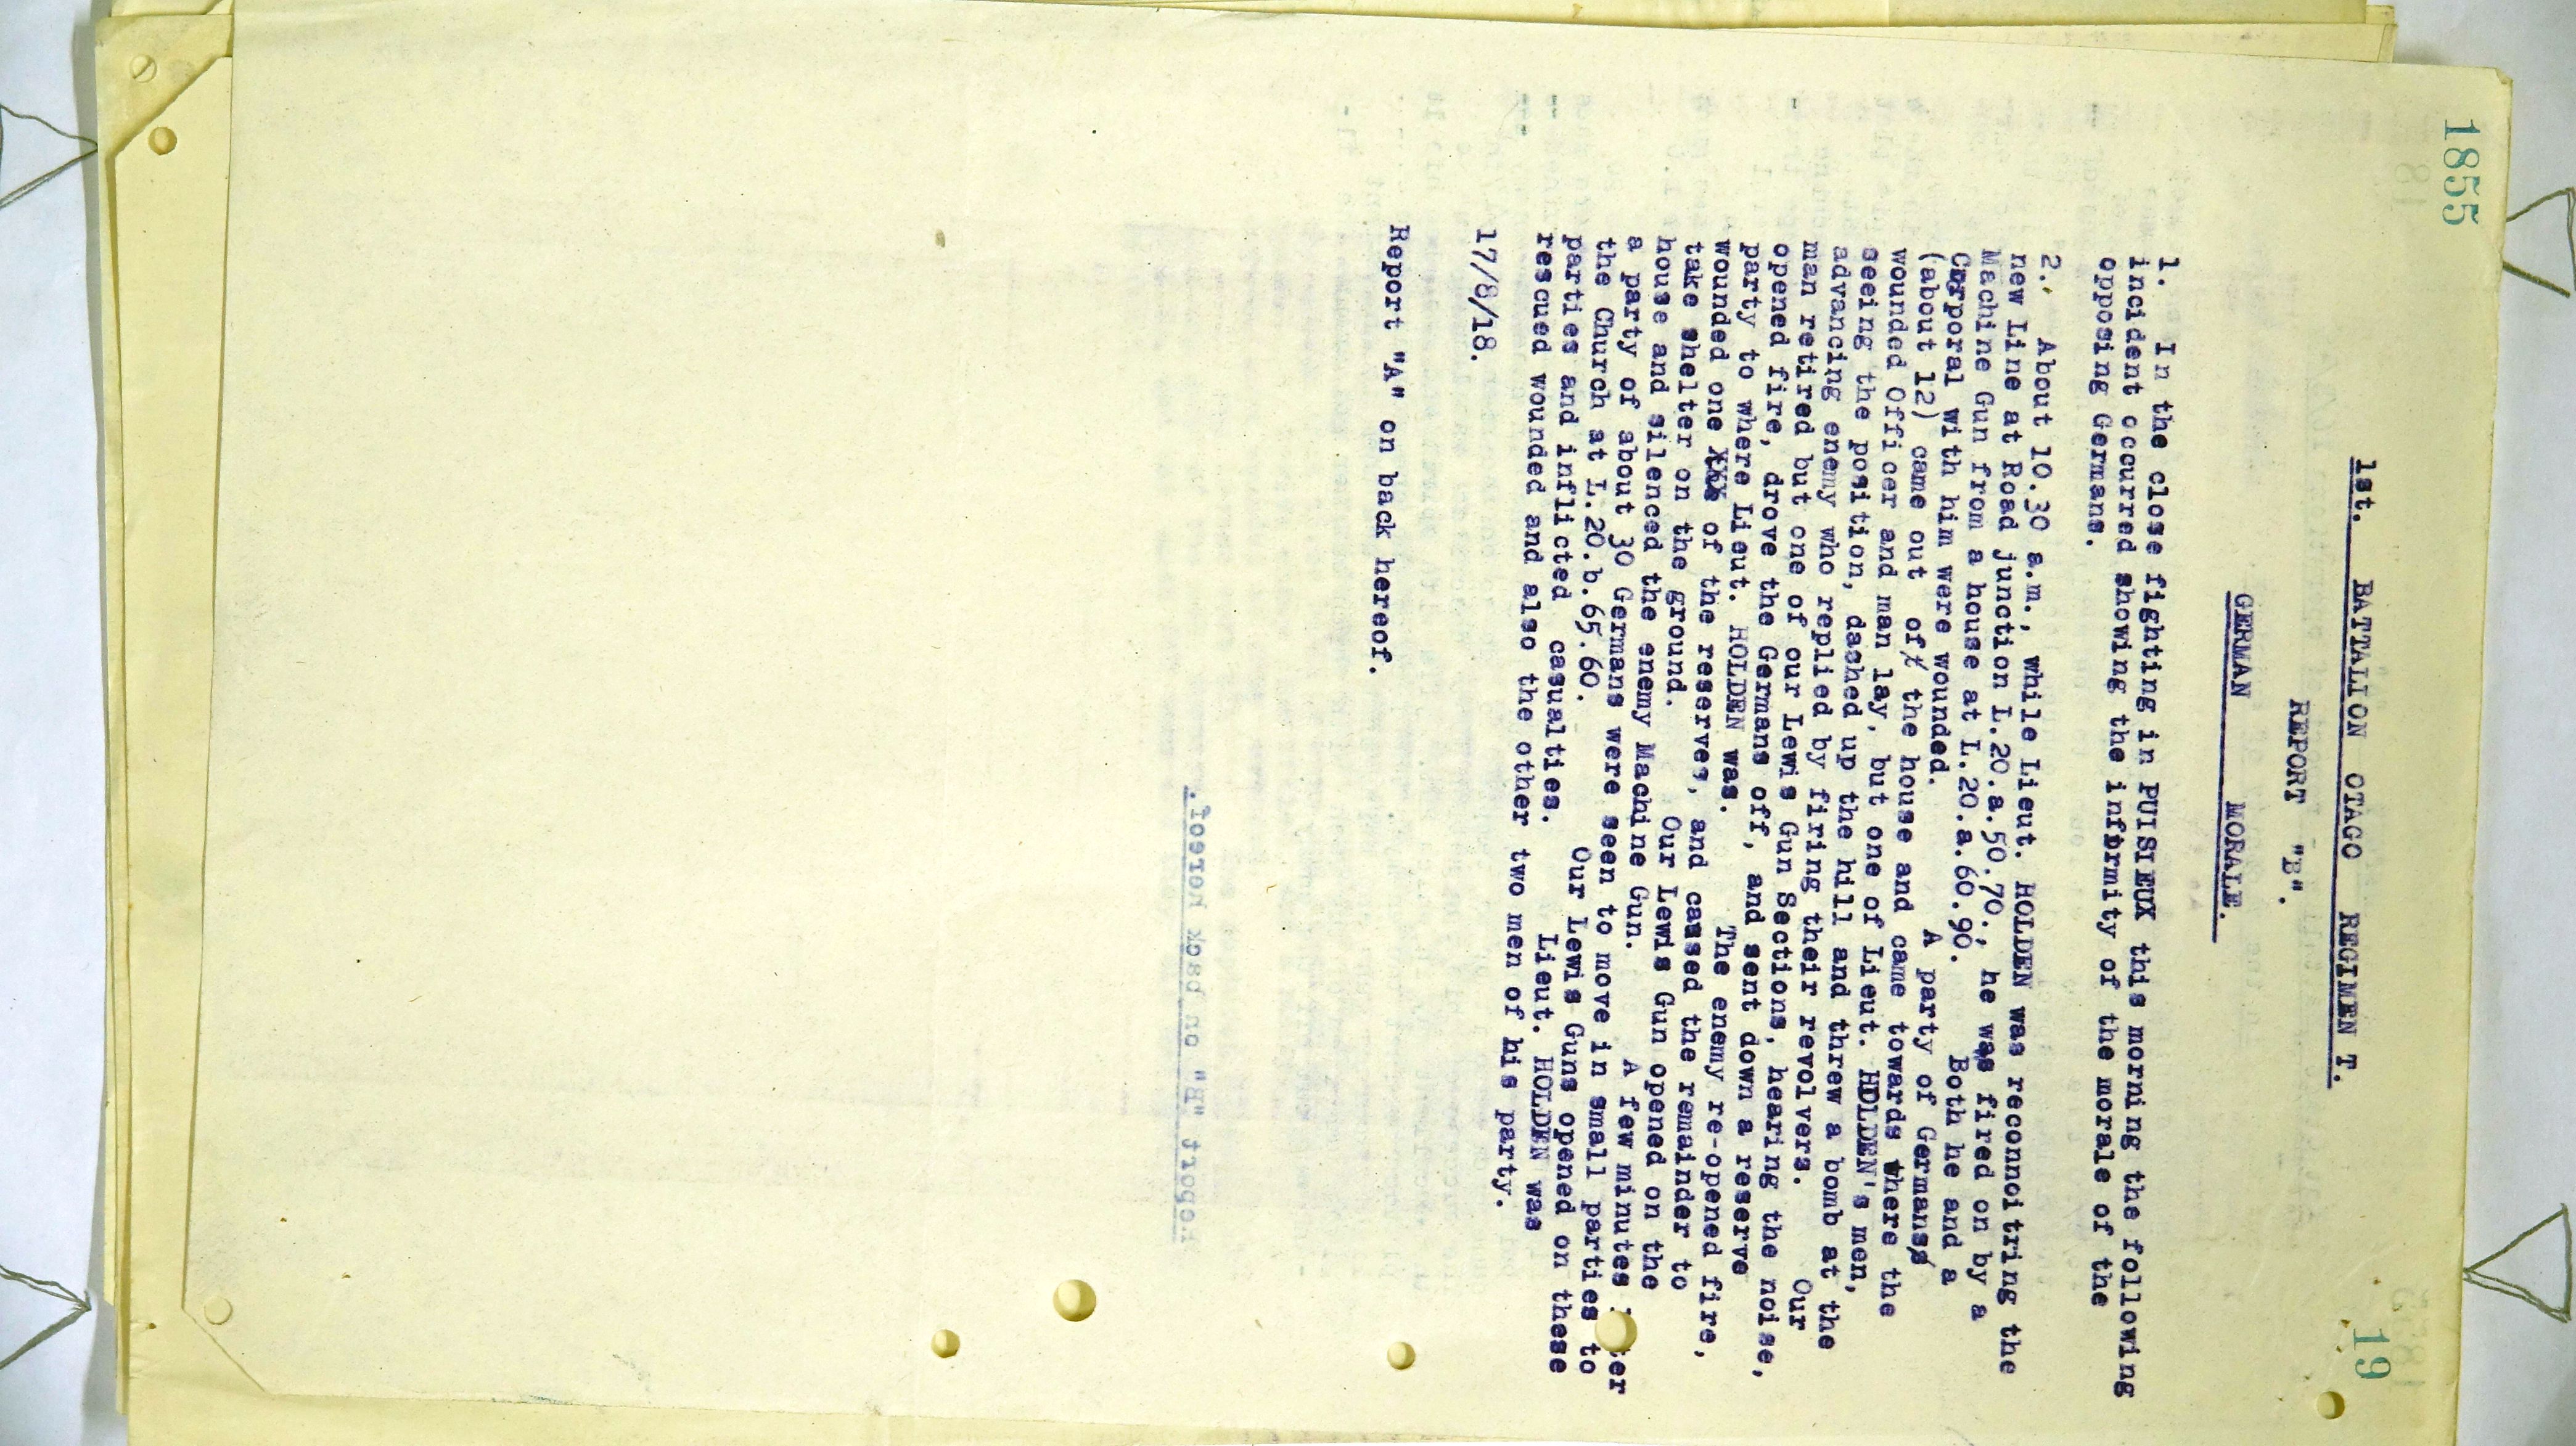 1855
19
1st. BATTALION OTAGO REGIMENT.
REPORT "B".
GERMAN MORALE.
1. In the close fighting in PUISIEUX this morning the following
incident occurred showing the infirmity of the morale of the
opposing Germans.
2. About 10.30 a.m., while Lieut. HOLDEN was reconnoitring the
new Line at Road junction L.20.a.50.70., he was fired on by a
Machine Gun from a house at L.20.a.60.90. Both he and a
Corporal with him were wounded. A party of Germans
(about 12) came out of the house and came towards where the
wounded Officer and man lay, but one of Lieut. HOLDEN's men,
seeing the position, dashed up the hill and threw a bomb at the
advancing enemy who replied by firing their revolvers. Our
man retired but one of our Lewis Gun Sections, hearing the noise,
opened fire, drove the Germans off, and sent down a reserve
party to where Lieut. HOLDEN was. The enemy re-opened fire,
wounded one XXX of the reserves, and caused the remainder to
take shelter on the ground. Our Lewis Gun opened on the
house and silenced the enemy Machine Gun. A few minutes later
a party of about 30 Germans were seen to move in small parties to
the Church at L.20.b.65.60. Our Lewis Guns opened on these
parties and inflicted casualties. Lieut. HOLDEN was
rescued wounded and also the other two men of his party.
17/8/18.
Report "A" on back hereof.
Report "B" on back hereof.